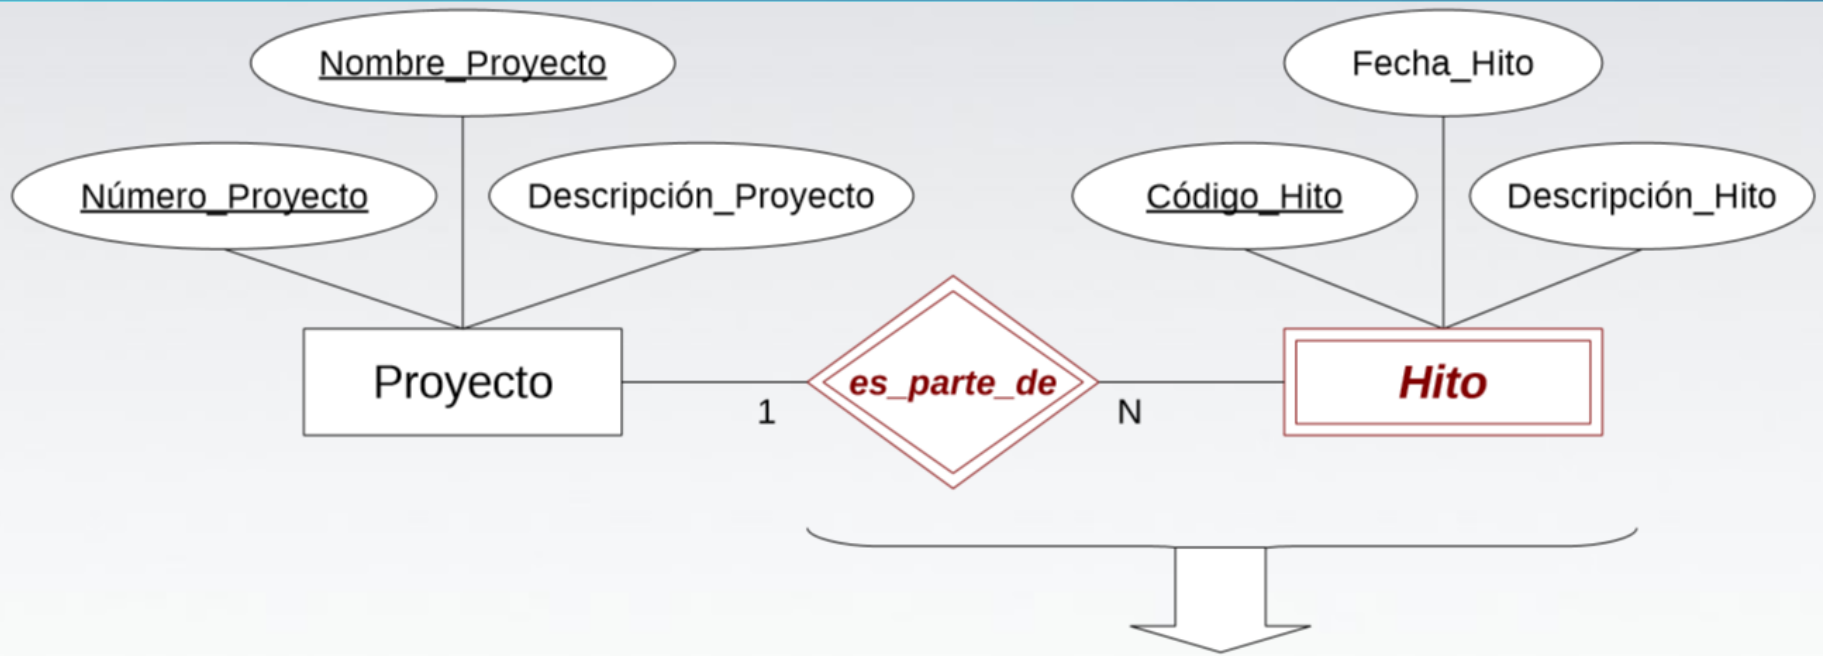 Nombre_Proyecto
Fecha_Hito
Número_Proyecto
Descripción_Proyecto
Código_Hito
Descripción_Hito
Proyecto
1
es_parte_de
N
Hito